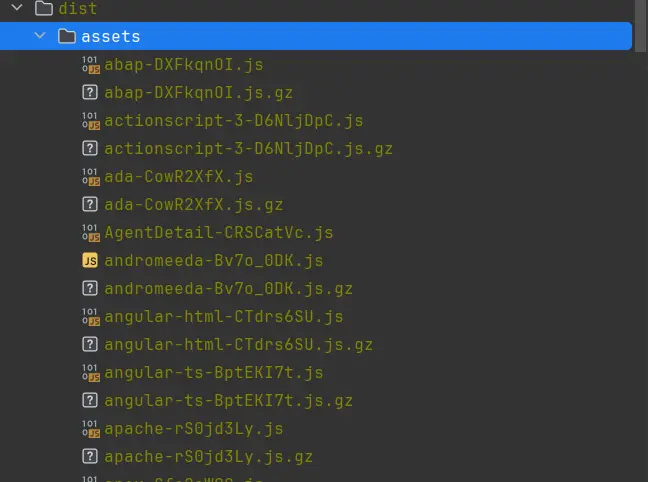 dist
assets
abap-DXFkqnOI.js
abap-DXFkqnOI.js.gz
actionscript-3-D6NljDpC.js
actionscript-3-D6NljDpC.js.gz
ada-CowR2XfX.js
ada-CowR2XfX.js.gz
AgentDetail-CRSCatVc.js
andromeeda-Bv7o_0DK.js
andromeeda-Bv7o_0DK.js.gz
angular-html-CTdrs6SU.js
angular-html-CTdrs6SU.js.gz
angular-ts-BptEKI7t.js
angular-ts-BptEKI7t.js.gz
apache-rS0jd3Ly.js
apache-rS0jd3Ly.js.gz